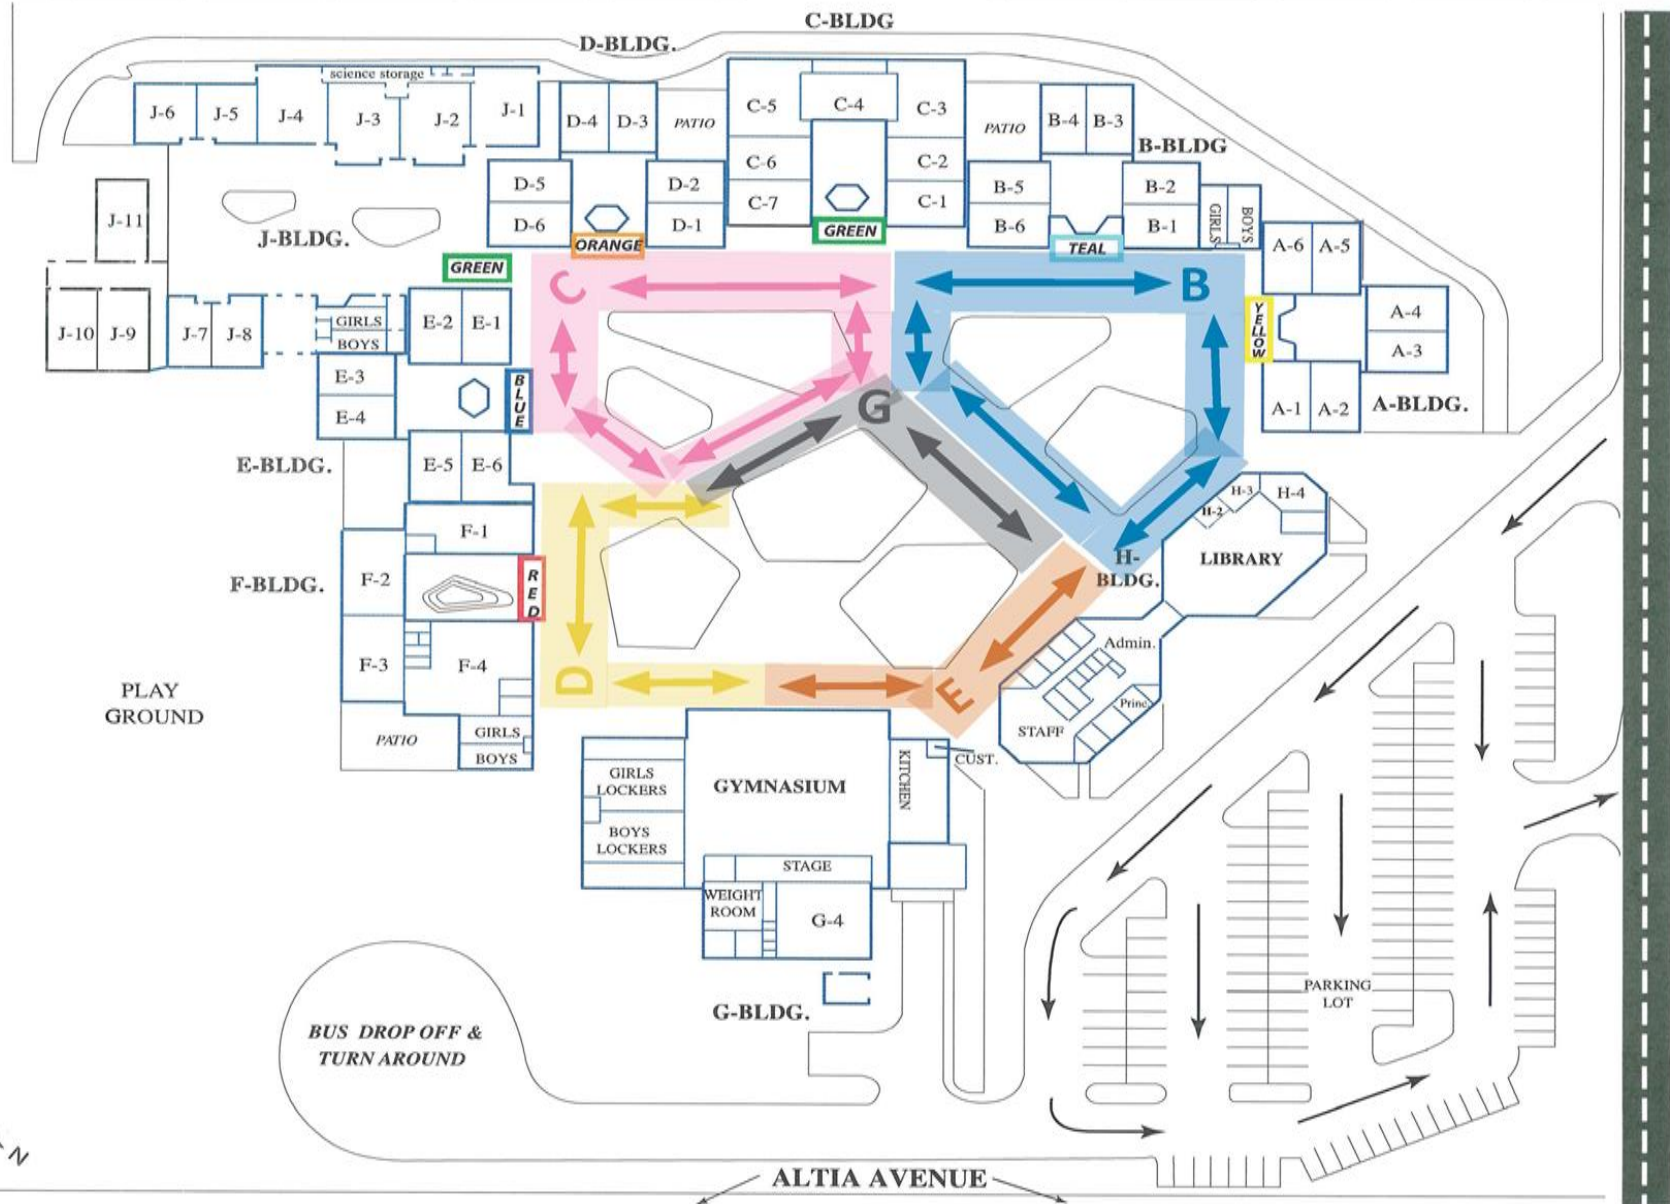 C-BLDG
D-BLDG.
science storage
J-6
J-5
J-4
J-3
J-2
J-1
D-4
D-3
PATIO
C-5
C-4
C-3
PATIO
B-4
B-3
B-BLDG
C-6
C-2
D-5
D-2
C-7
C-1
B-5
B-2
D-6
D-1
B-6
B-1
GIRLS
BOYS
J-11
J-BLDG.
ORANGE
GREEN
TEAL
A-6
A-5
GREEN
C
B
J-10
J-9
J-7
J-8
GIRLS
BOYS
E-2
E-1
YELLOW
A-4
A-3
E-3
E-4
BLUE
G
A-1
A-2
A-BLDG.
E-BLDG.
E-5
E-6
H-3
H-4
H-2
F-1
H-
BLDG.
LIBRARY
F-BLDG.
F-2
RED
F-3
F-4
D
E
Admin.
Princ.
STAFF
PLAY
GROUND
PATIO
GIRLS
BOYS
CUST.
KITCHEN
GIRLS
LOCKERS
GYMNASIUM
BOYS
LOCKERS
STAGE
WEIGHT
ROOM
G-4
G-BLDG.
PARKING
LOT
BUS DROP OFF &
TURN AROUND
N
ALTIA AVENUE